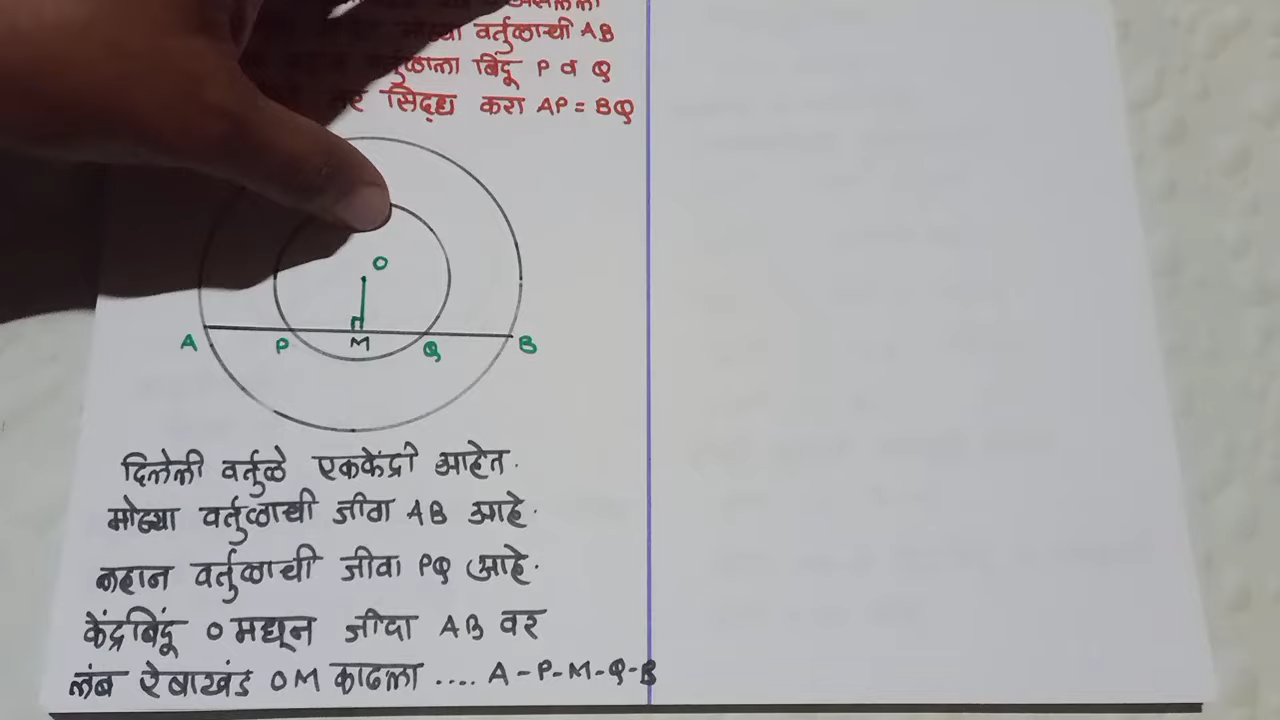 वर्तुळाची AB
बिंदू P व Q
सिद्ध करा AP = BQ
O
A P M Q B
दिलेली वर्तुळे एककेंद्री आहेत.
मोठ्या वर्तुळाची जीवा AB आहे.
लहान वर्तुळाची जीवा PQ आहे.
केंद्रबिंदू O मधून जीवा AB वर
लंब रेषाखंड OM काढला .... A-P-M-Q-B